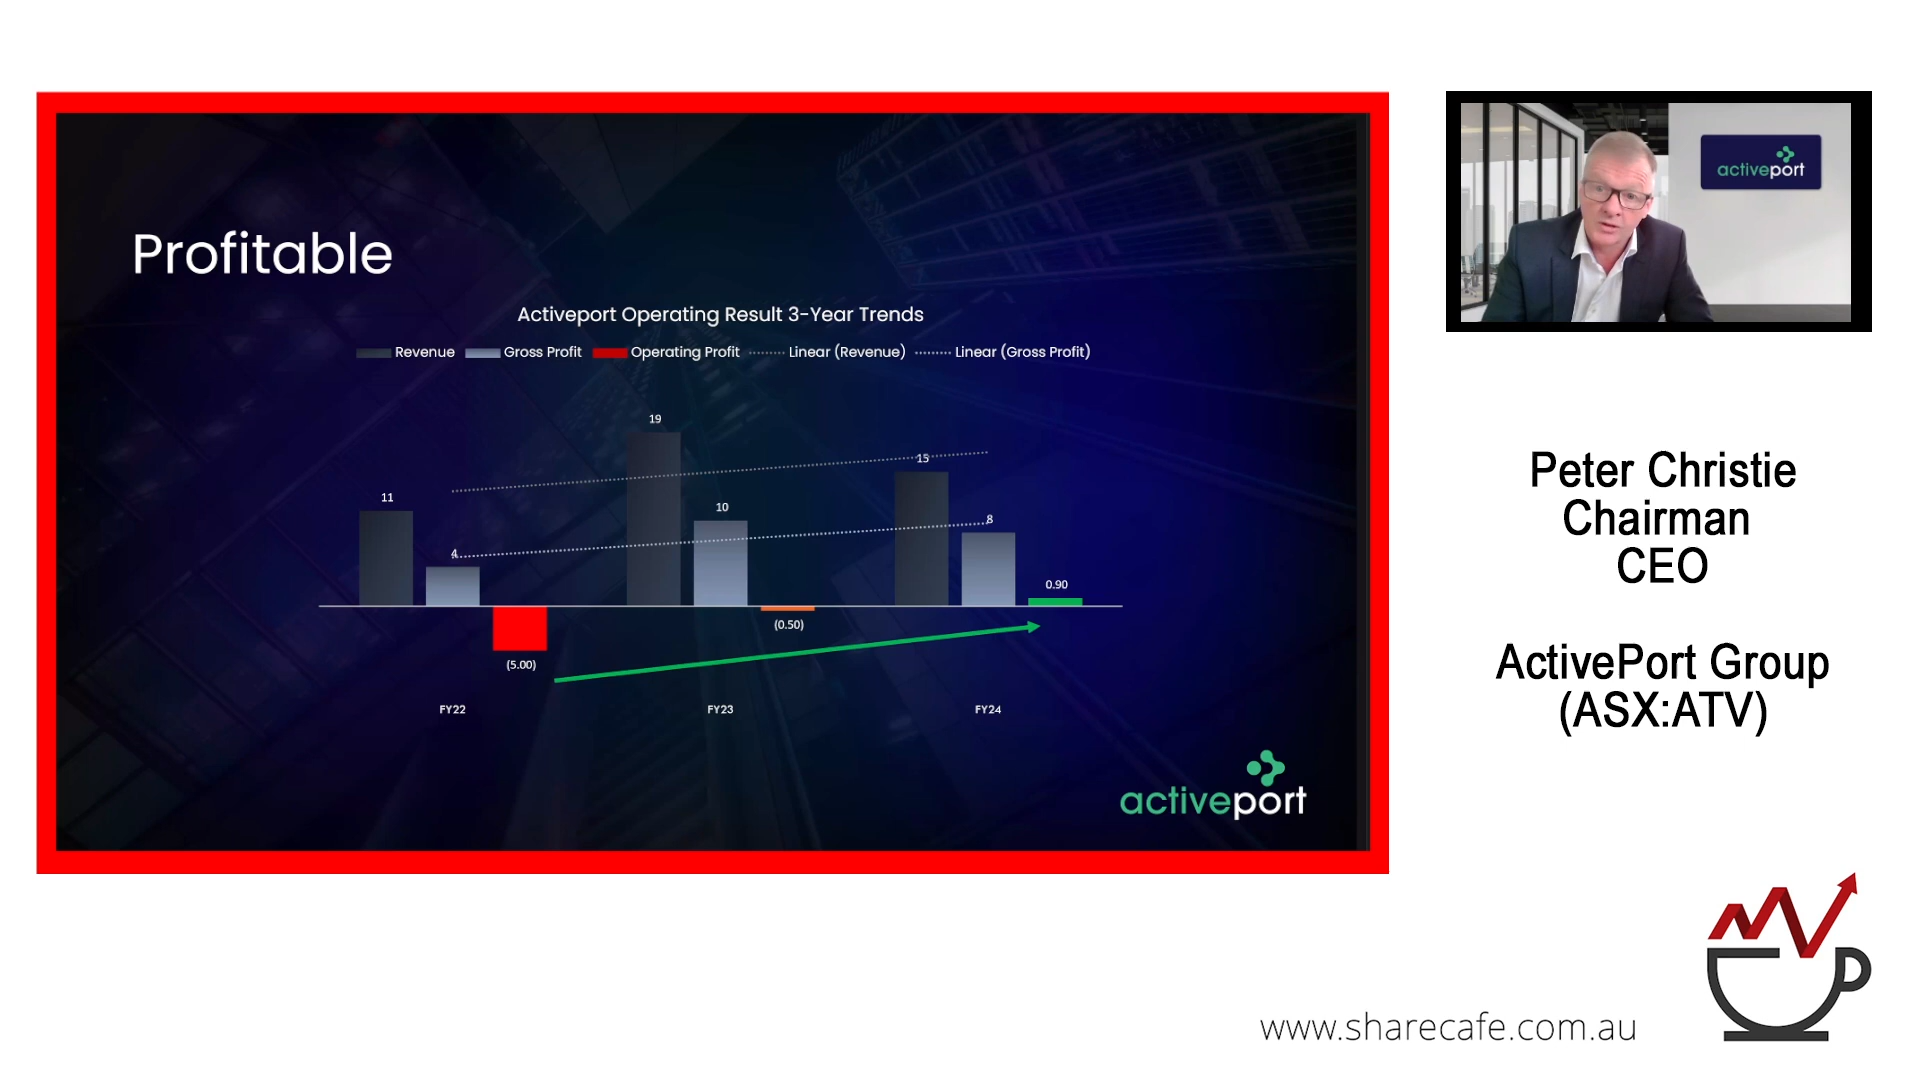 Profitable
Activeport Operating Result 3-Year Trends
Revenue Gross Profit Operating Profit Linear (Revenue) Linear (Gross Profit)
19
15
11
10
8
4
0.90
(0.50)
(5.00)
FY22 FY23 FY24
activeport
activeport
Peter Christie
Chairman
CEO
ActivePort Group
(ASX:ATV)
www.sharecafe.com.au